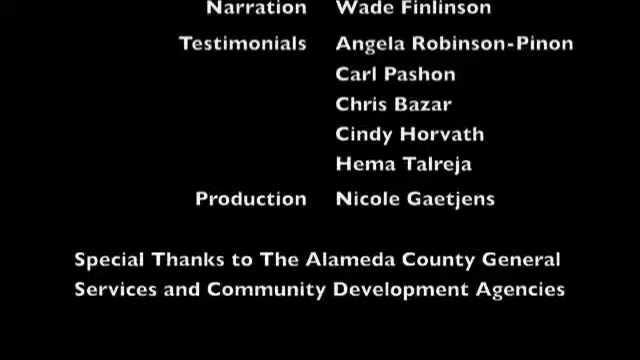 Narration Wade Finlinson
Testimonials Angela Robinson-Pinon
Carl Pashon
Chris Bazar
Cindy Horvath
Hema Talreja
Production Nicole Gaetjens
Special Thanks to The Alameda County General
Services and Community Development Agencies